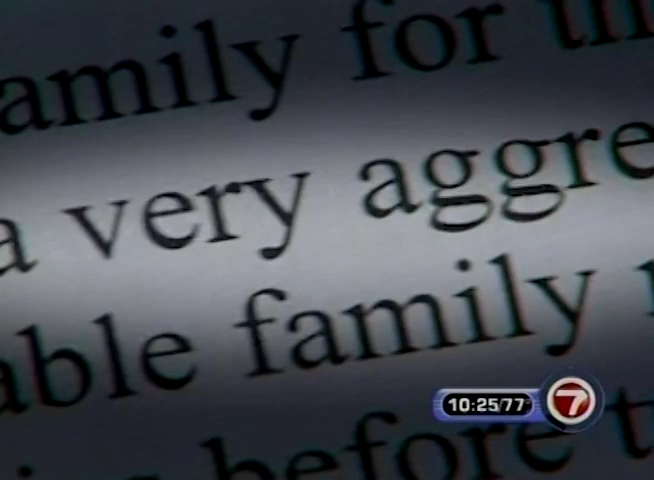 amily for th
a very aggre
able family
before t
10:25/77°
7